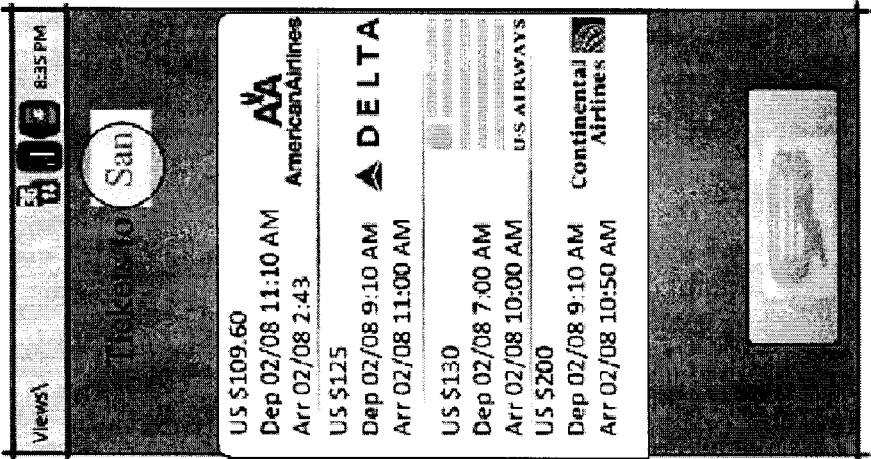 Views\ 8:35 PM
Tickets to San
US $109.60
Dep 02/08 11:10 AM
Arr 02/08 2:43
AmericanAirlines
US $125
Dep 02/08 9:10 AM
Arr 02/08 11:00 AM
DELTA
US $130
Dep 02/08 7:00 AM
Arr 02/08 10:00 AM
U·S AIRWAYS
US $200
Dep 02/08 9:10 AM
Arr 02/08 10:50 AM
Continental
Airlines